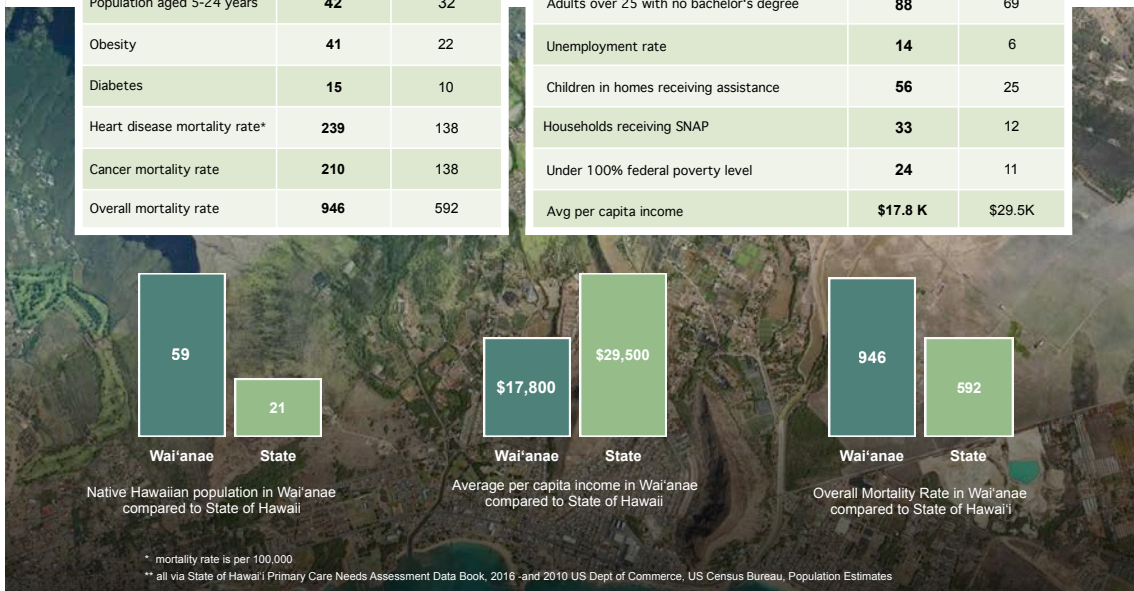 Population aged 5-24 years 42 32
Obesity 41 22
Diabetes 15 10
Heart disease mortality rate* 239 138
Cancer mortality rate 210 138
Overall mortality rate 946 592
Adults over 25 with no bachelor's degree 88 69
Unemployment rate 14 6
Children in homes receiving assistance 56 25
Households receiving SNAP 33 12
Under 100% federal poverty level 24 11
Avg per capita income $17.8 K $29.5K
59
21
Wai‘anae State
Native Hawaiian population in Wai‘anae
compared to State of Hawaii
$17,800
$29,500
Wai‘anae State
Average per capita income in Wai‘anae
compared to State of Hawaii
946
592
Wai‘anae State
Overall Mortality Rate in Wai‘anae
compared to State of Hawai‘i
* mortality rate is per 100,000
** all via State of Hawai‘i Primary Care Needs Assessment Data Book, 2016 -and 2010 US Dept of Commerce, US Census Bureau, Population Estimates